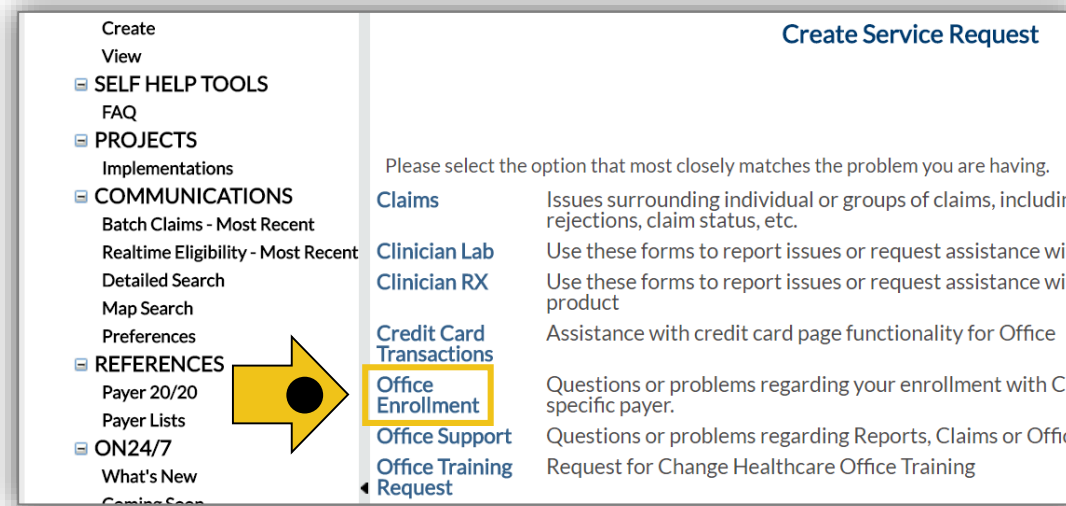 Create
View
SELF HELP TOOLS
FAQ
PROJECTS
Implementations
COMMUNICATIONS
Batch Claims - Most Recent
Realtime Eligibility - Most Recent
Detailed Search
Map Search
Preferences
REFERENCES
Payer 20/20
Payer Lists
ON24/7
What's New
Coming Soon
Create Service Request
Please select the option that most closely matches the problem you are having.
Claims
Issues surrounding individual or groups of claims, includin
rejections, claim status, etc.
Clinician Lab
Use these forms to report issues or request assistance wi
Clinician RX
Use these forms to report issues or request assistance wi
product
Credit Card
Transactions
Assistance with credit card page functionality for Office
Office
Enrollment
Questions or problems regarding your enrollment with C
specific payer.
Office Support
Questions or problems regarding Reports, Claims or Offic
Office Training
Request
Request for Change Healthcare Office Training